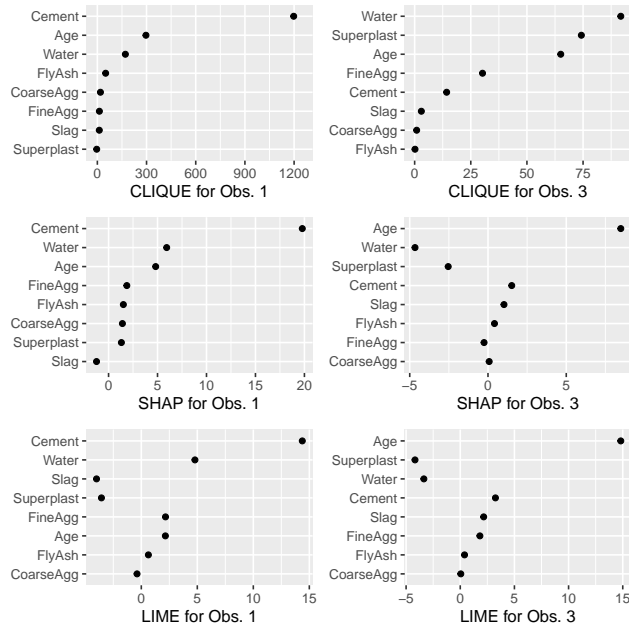 Cement
Age
Water
FlyAsh
CoarseAgg
FineAgg
Slag
Superplast
0 300 600 900 1200
CLIQUE for Obs. 1
Water
Superplast
Age
FineAgg
Cement
Slag
CoarseAgg
FlyAsh
0 25 50 75
CLIQUE for Obs. 3
Cement
Water
Age
FineAgg
FlyAsh
CoarseAgg
Superplast
Slag
0 5 10 15 20
SHAP for Obs. 1
Age
Water
Superplast
Cement
Slag
FlyAsh
FineAgg
CoarseAgg
−5 0 5
SHAP for Obs. 3
Cement
Water
Slag
Superplast
FineAgg
Age
FlyAsh
CoarseAgg
0 5 10 15
LIME for Obs. 1
Age
Superplast
Water
Cement
Slag
FineAgg
FlyAsh
CoarseAgg
−5 0 5 10 15
LIME for Obs. 3